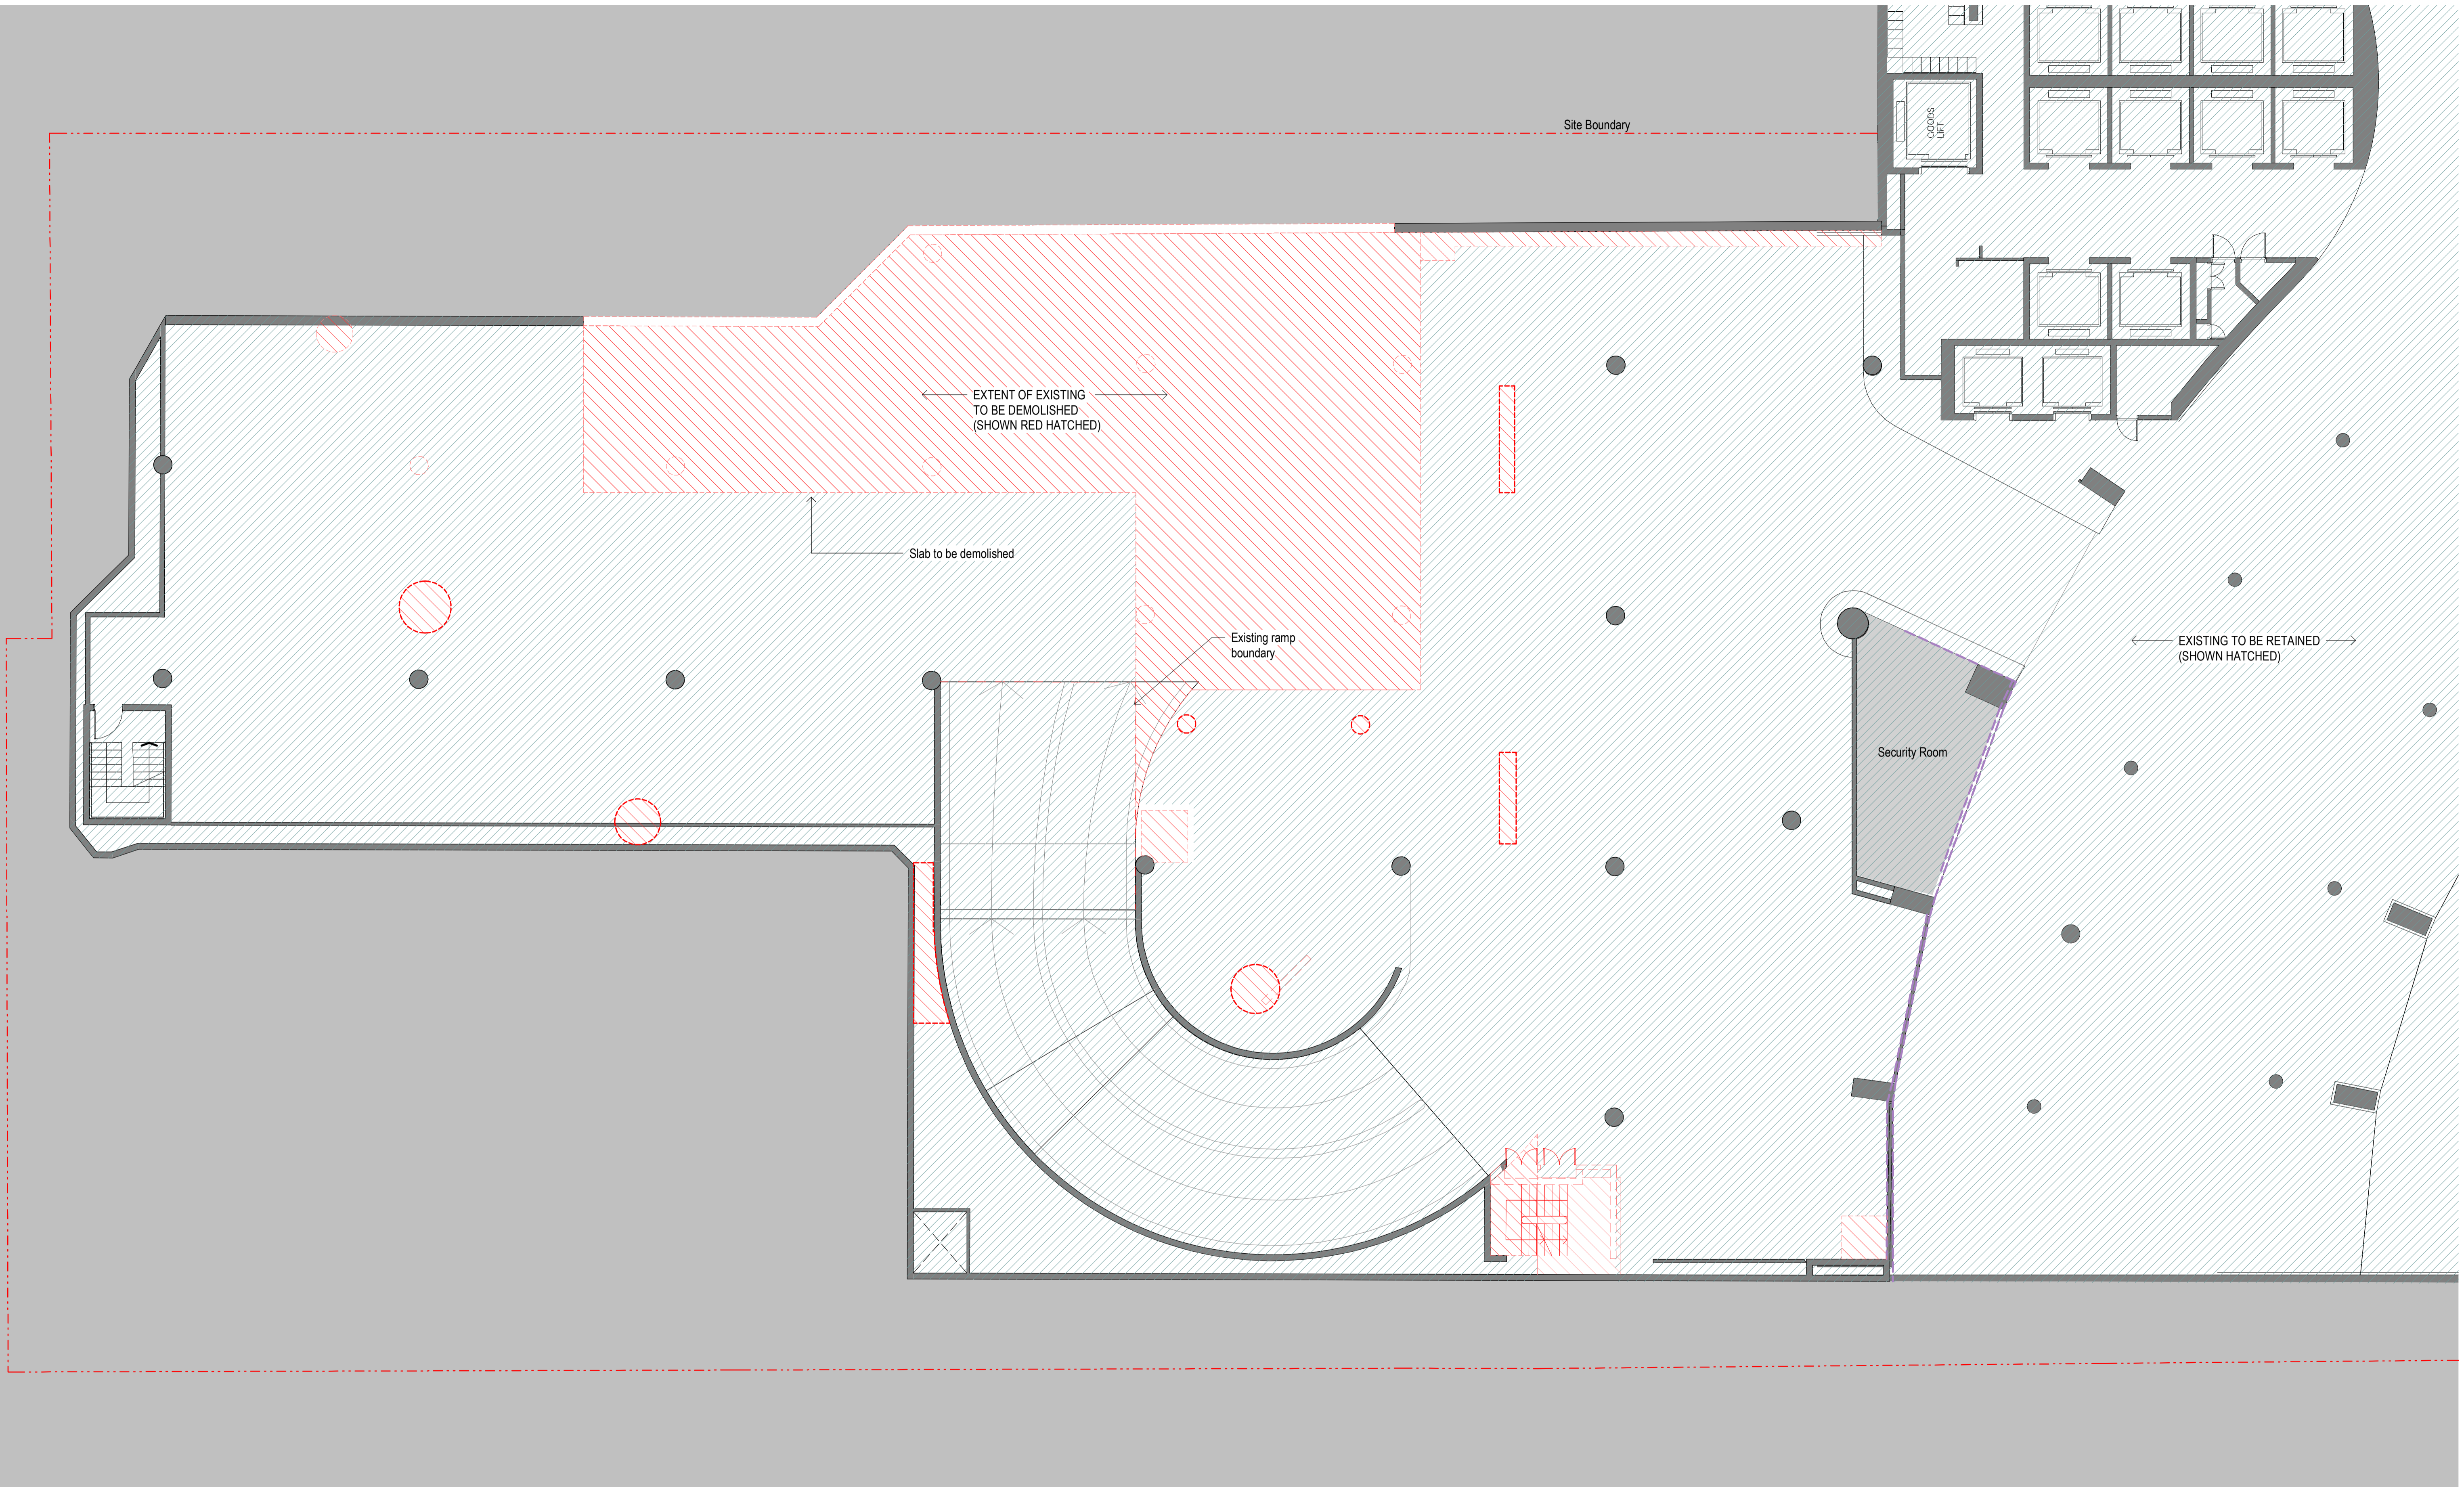 Site Boundary
GOODS
LIFT
EXTENT OF EXISTING
TO BE DEMOLISHED
(SHOWN RED HATCHED)
Slab to be demolished
Existing ramp
boundary
EXISTING TO BE RETAINED
(SHOWN HATCHED)
Security Room